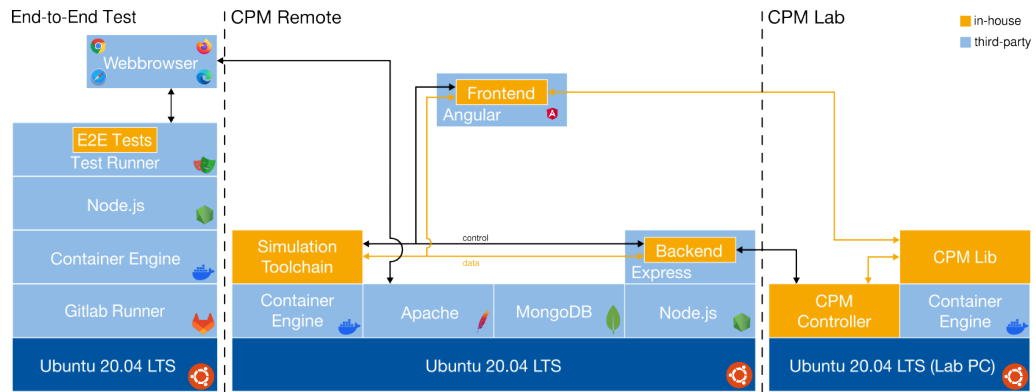 End-to-End Test
CPM Remote
CPM Lab
in-house
third-party
Webbrowser
Frontend
Angular
E2E Tests
Test Runner
Node.js
Container Engine
Gitlab Runner
Ubuntu 20.04 LTS
Simulation
Toolchain
control
data
Backend
Express
Container
Engine
Apache
MongoDB
Node.js
Ubuntu 20.04 LTS
CPM Lib
CPM
Controller
Container
Engine
Ubuntu 20.04 LTS (Lab PC)